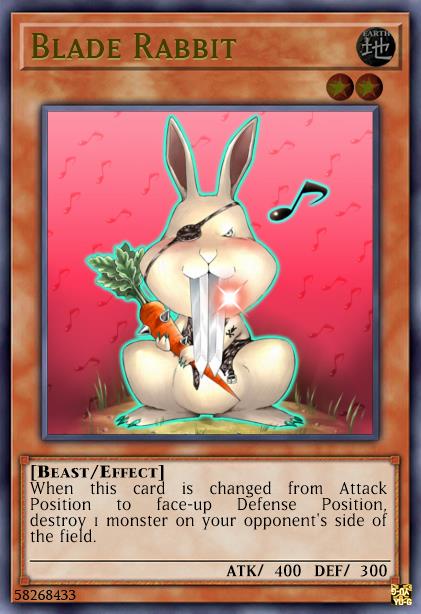 Blade Rabbit
EARTH
地
[Beast/Effect]
When this card is changed from Attack
Position to face-up Defense Position,
destroy 1 monster on your opponent's side of
the field.
ATK/ 400 DEF/ 300
58268433